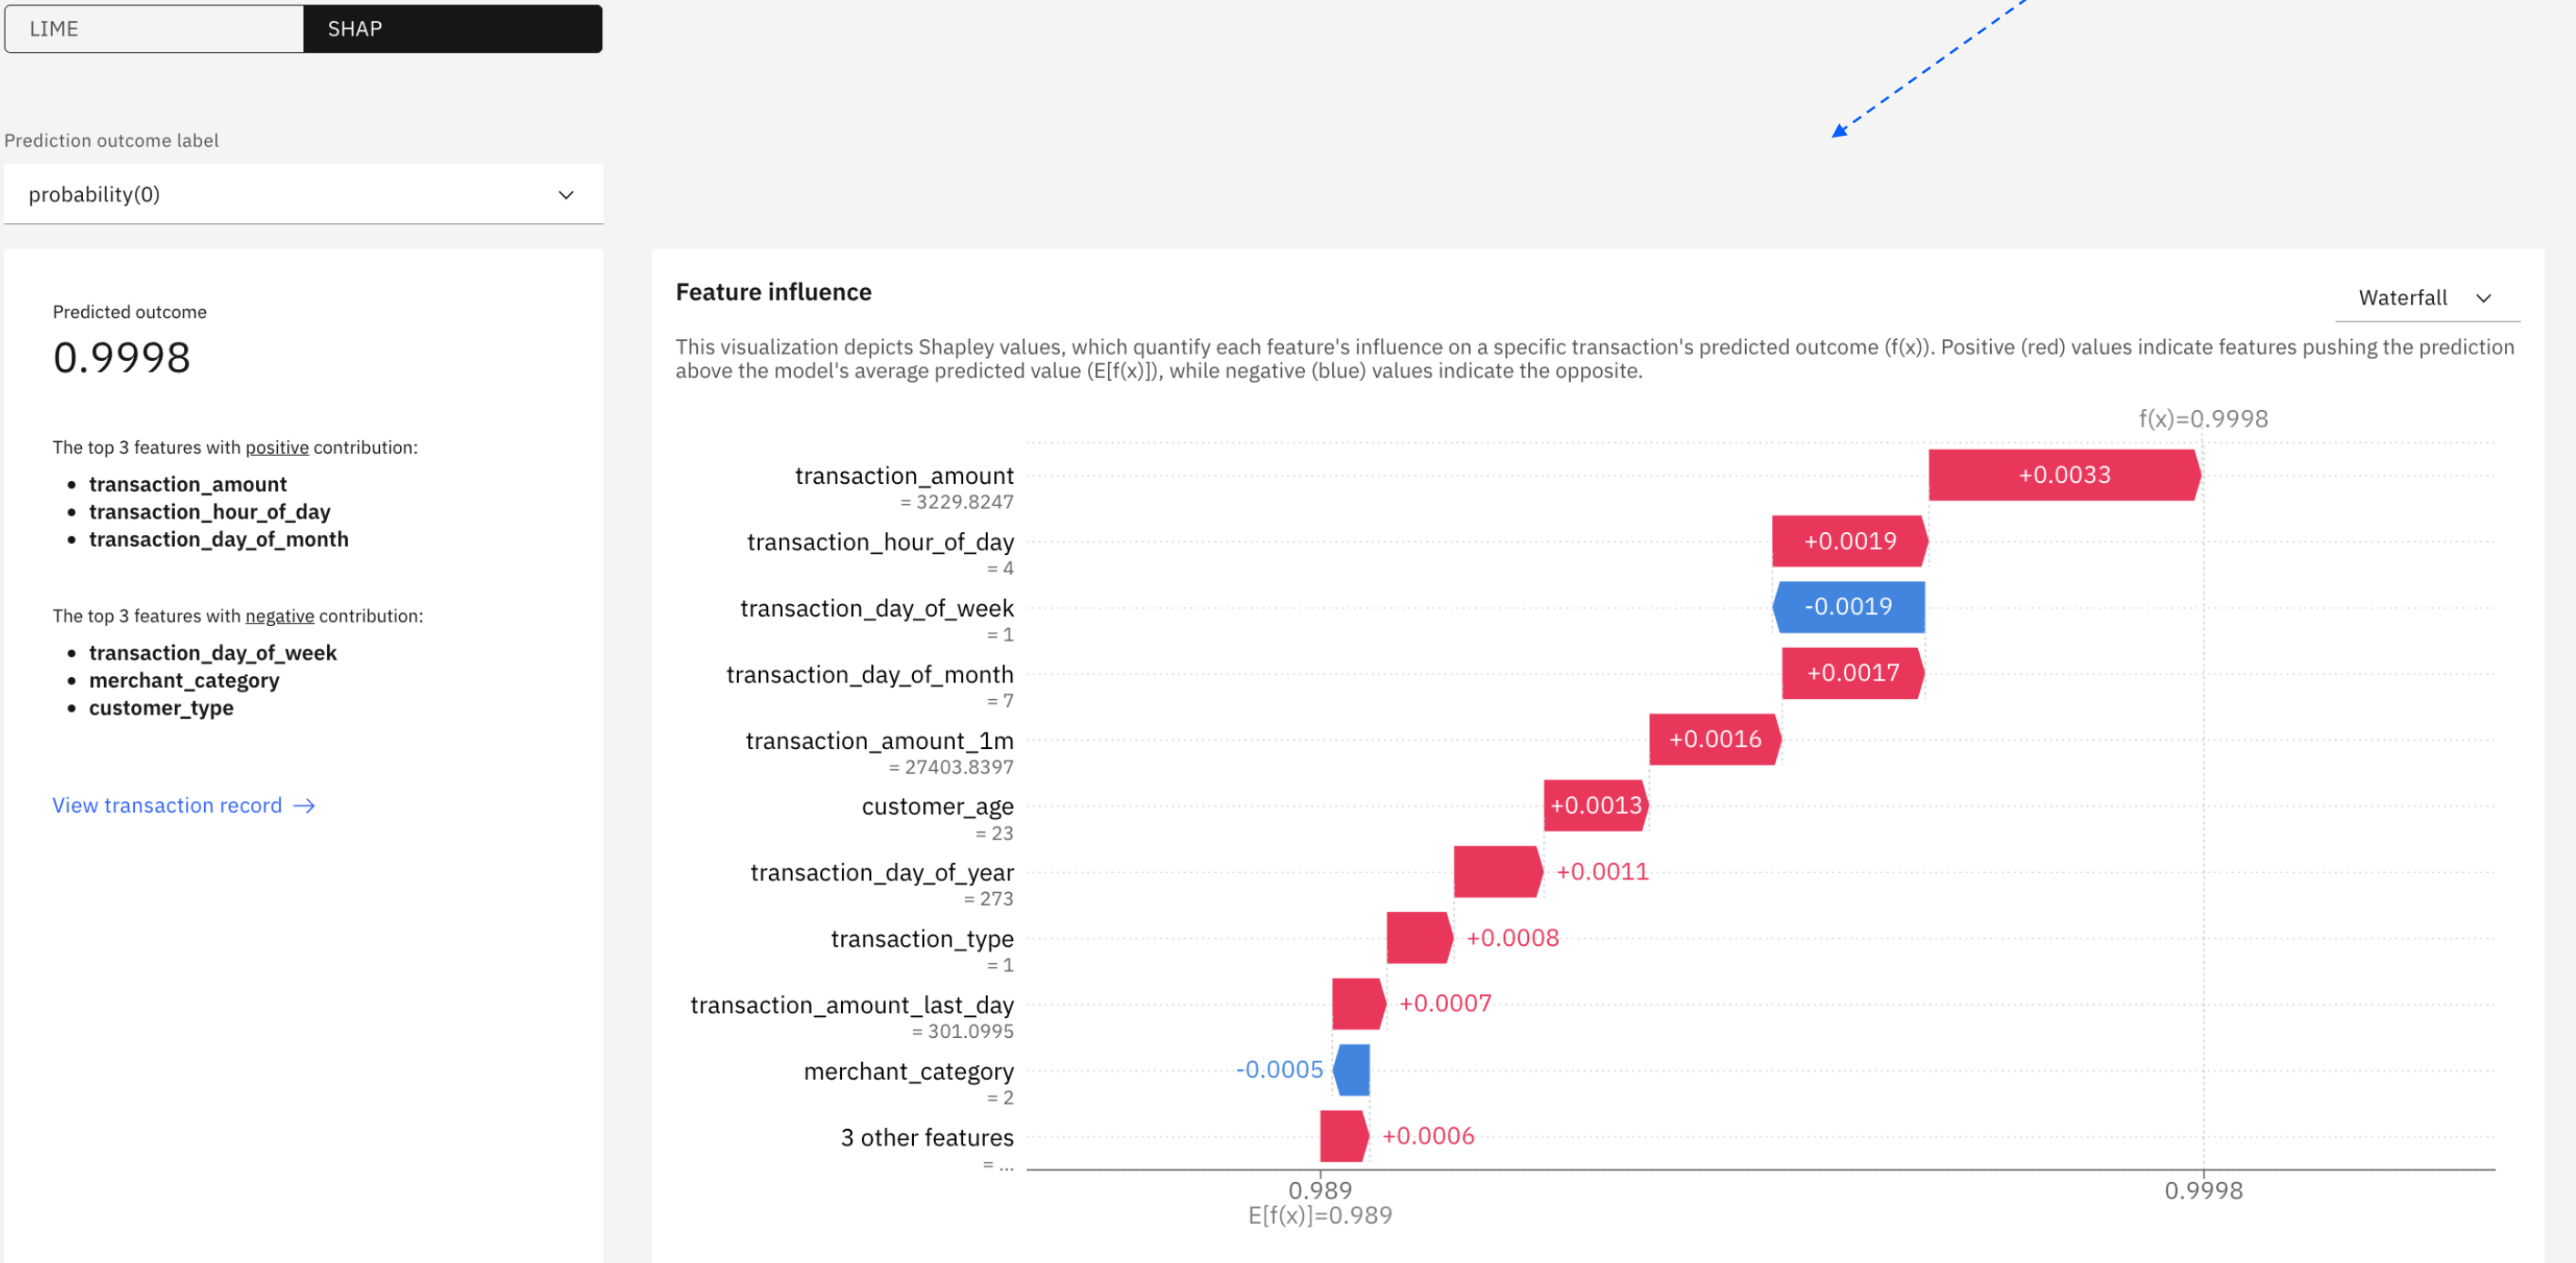 LIME
SHAP
Prediction outcome label
probability(0)
Predicted outcome
0.9998
The top 3 features with positive contribution:
• transaction_amount
• transaction_hour_of_day
• transaction_day_of_month
The top 3 features with negative contribution:
• transaction_day_of_week
• merchant_category
• customer_type
View transaction record →
Feature influence
Waterfall
This visualization depicts Shapley values, which quantify each feature's influence on a specific transaction's predicted outcome (f(x)). Positive (red) values indicate features pushing the prediction
above the model's average predicted value (E[f(x)]), while negative (blue) values indicate the opposite.
f(x)=0.9998
transaction_amount
= 3229.8247
+0.0033
transaction_hour_of_day
= 4
+0.0019
transaction_day_of_week
= 1
-0.0019
transaction_day_of_month
= 7
+0.0017
transaction_amount_1m
= 27403.8397
+0.0016
customer_age
= 23
+0.0013
transaction_day_of_year
= 273
+0.0011
transaction_type
= 1
+0.0008
transaction_amount_last_day
= 301.0995
+0.0007
merchant_category
= 2
-0.0005
3 other features
= ...
+0.0006
0.989
0.9998
E[f(x)]=0.989